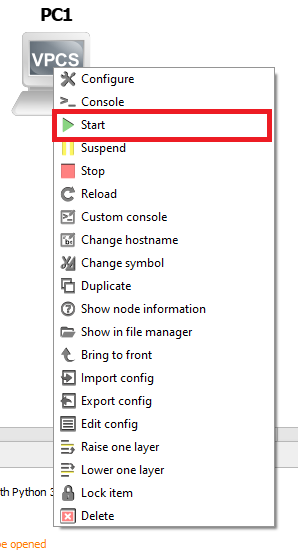 PC1
VPCS
Configure
Console
Start
Suspend
Stop
Reload
Custom console
Change hostname
Change symbol
Duplicate
Show node information
Show in file manager
Bring to front
Import config
Export config
Edit config
Raise one layer
Lower one layer
th Python 3
Lock item
Delete
be opened